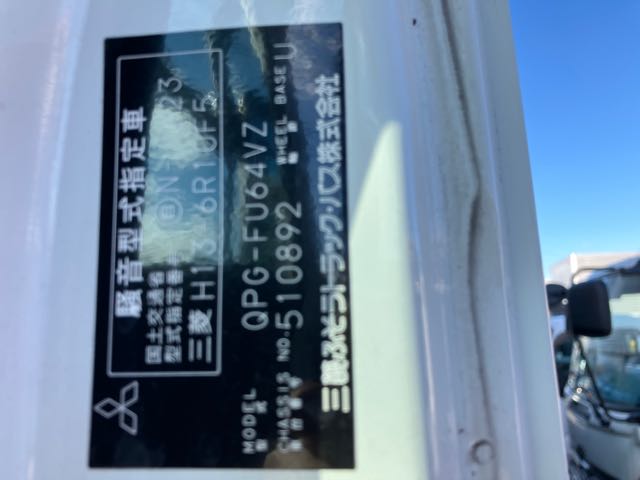 騒音型式指定車
国土交通省
型式指定番号
三菱 H13 6R10F5
MODEL QPG-FU64VZ
型式
CHASSIS NO. 510892 WHEEL BASE U
三菱ふそうトラック・バス株式会社